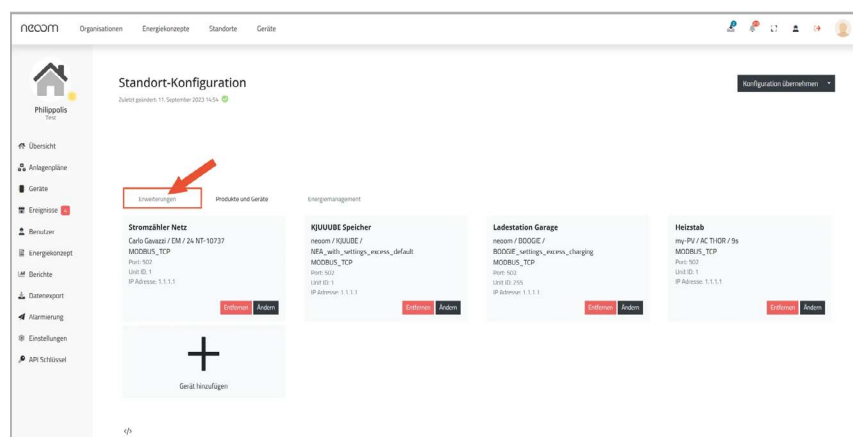 neoom
Organisationen
Energiekonzepte
Standorte
Geräte
Philippolis
Test
Übersicht
Anlagenpläne
Geräte
Ereignisse
Benutzer
Energiekonzept
Berichte
Datenexport
Alarmierung
Einstellungen
API Schlüssel
Standort-Konfiguration
Zuletzt geändert: 11. September 2023 14:54
Konfiguration übernehmen
Erweiterungen
Produkte und Geräte
Energiemanagement
Stromzähler Netz
Carlo Gavazzi / EM / 24 NT-10737
MODBUS_TCP
Port: 502
Unit ID: 1
IP Adresse: 1.1.1.1
Entfernen
Ändern
KJUUUBE Speicher
neoom / KJUUBE /
NEA_with_settings_excess_default
MODBUS_TCP
Port: 502
Unit ID: 1
IP Adresse: 1.1.1.1
Entfernen
Ändern
Ladestation Garage
neoom / BOOGIE /
BOOGIE_settings_excess_charging
MODBUS_TCP
Port: 502
Unit ID: 255
IP Adresse: 1.1.1.1
Entfernen
Ändern
Heizstab
my-PV / AC THOR / 9s
MODBUS_TCP
Port: 502
Unit ID: 1
IP Adresse: 1.1.1.1
Entfernen
Ändern
Gerät hinzufügen
</>